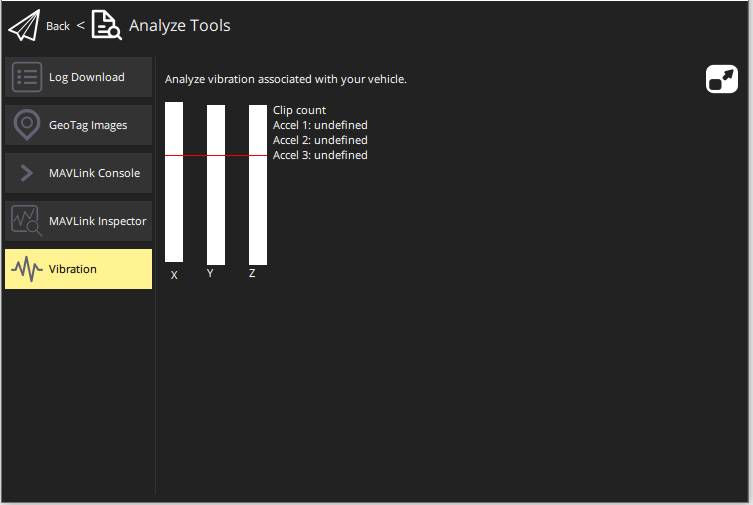 Back < Analyze Tools
Log Download
GeoTag Images
MAVLink Console
MAVLink Inspector
Vibration
Analyze vibration associated with your vehicle.
Clip count
Accel 1: undefined
Accel 2: undefined
Accel 3: undefined
X Y Z